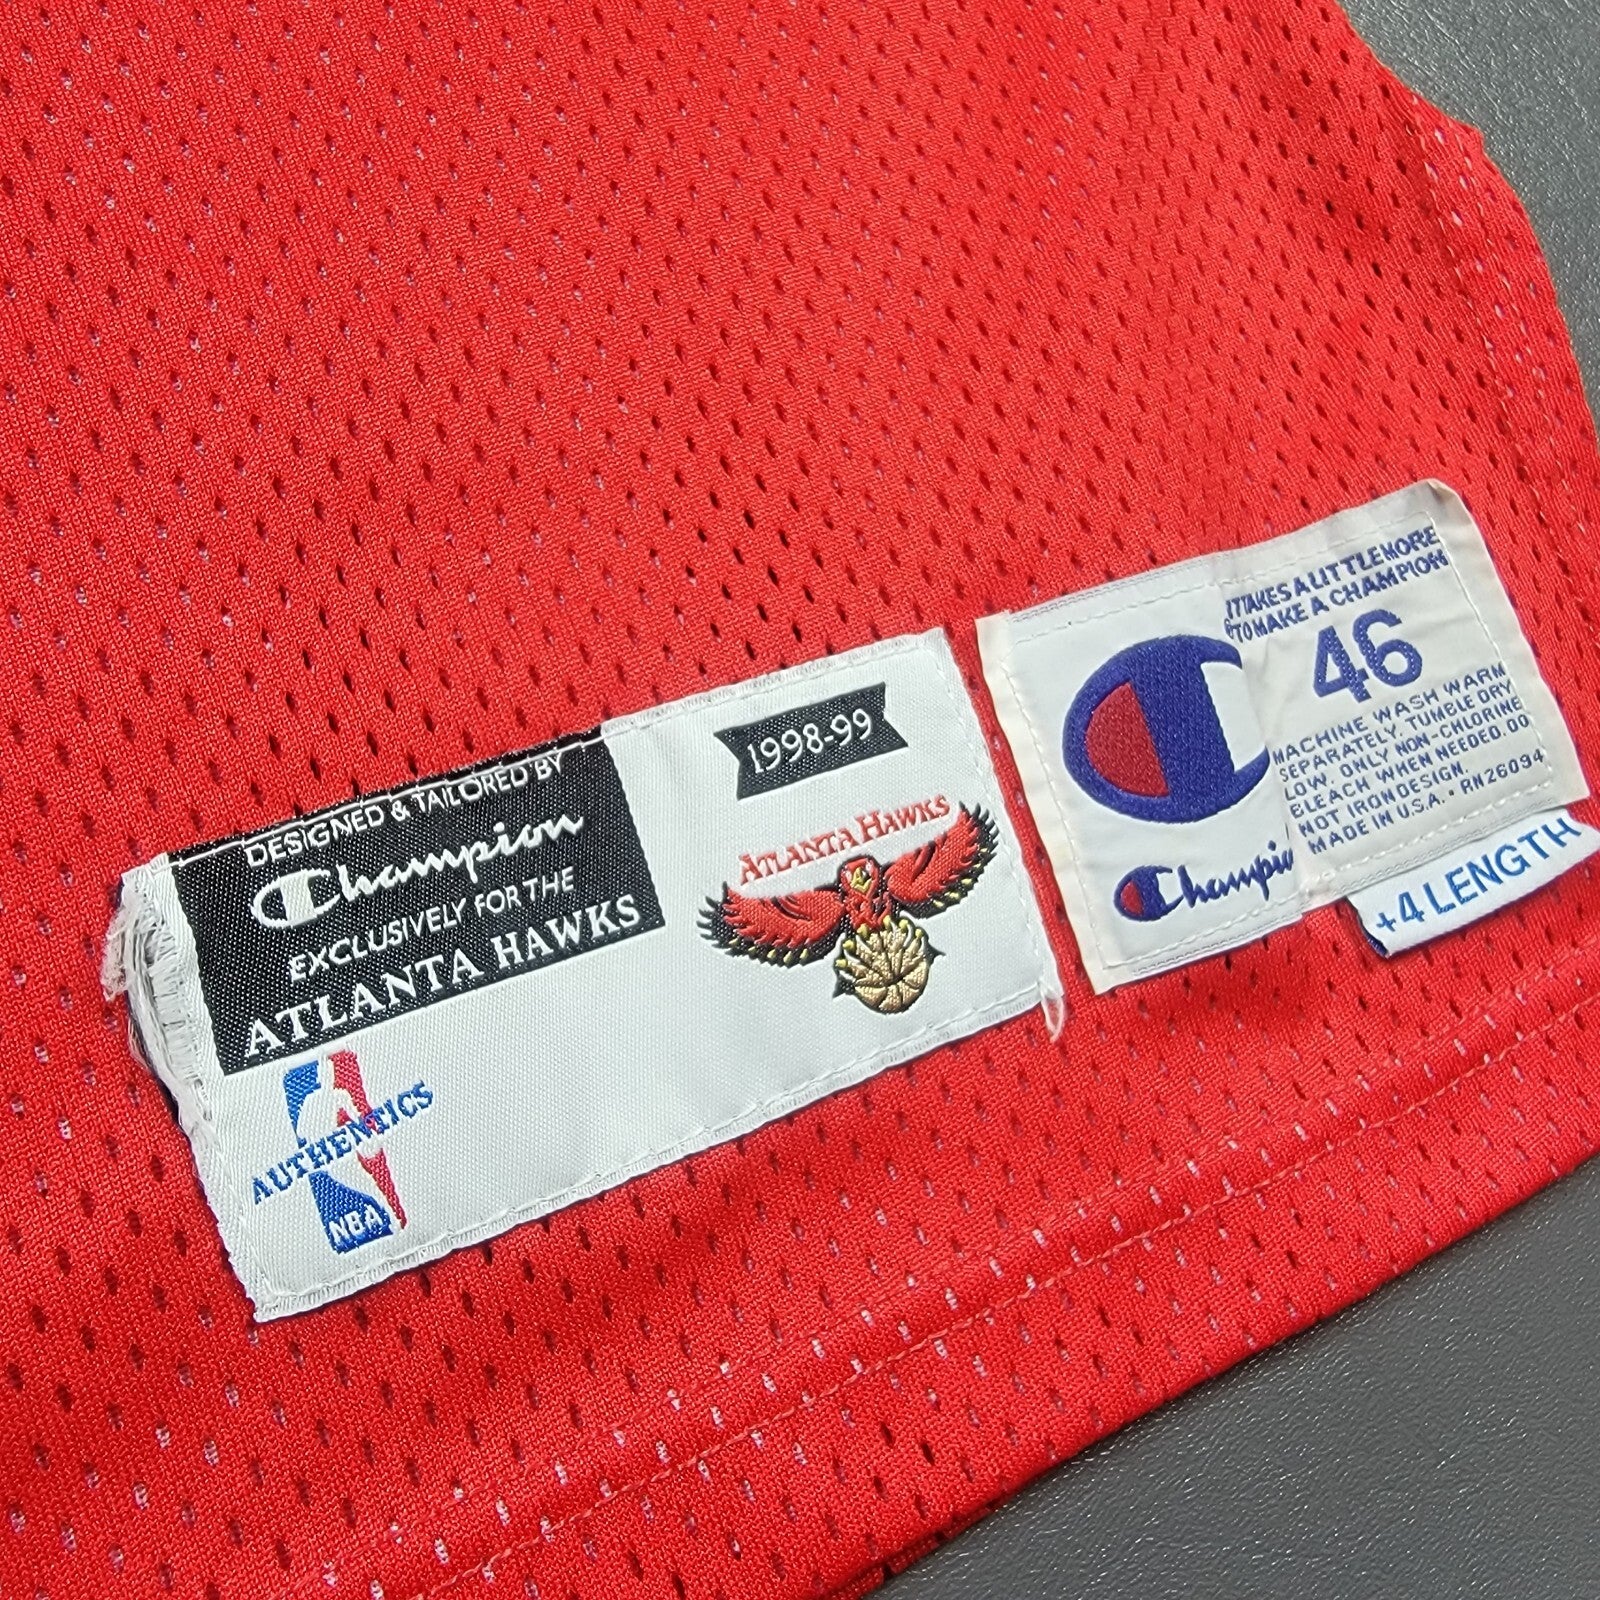 DESIGNED & TAILORED BY
Champion
EXCLUSIVELY FOR THE
ATLANTA HAWKS
AUTHENTICS
NBA
1998-99
ATLANTA HAWKS
IT TAKES A LITTLE MORE
TO MAKE A CHAMPION
46
MACHINE WASH WARM
SEPARATELY, TUMBLE DRY
LOW. ONLY NON-CHLORINE
BLEACH WHEN NEEDED. DO
NOT IRON DESIGN.
MADE IN U.S.A. • RN26094
Champio
+4 LENGTH